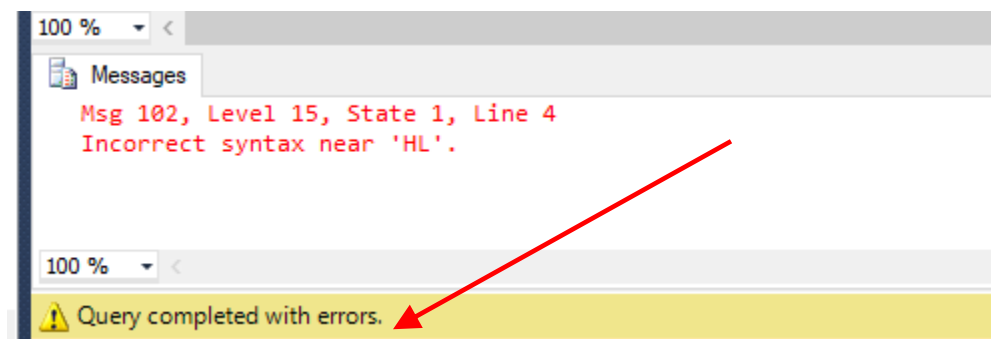 100 %
Messages
Msg 102, Level 15, State 1, Line 4
Incorrect syntax near 'HL'.
100 %
Query completed with errors.